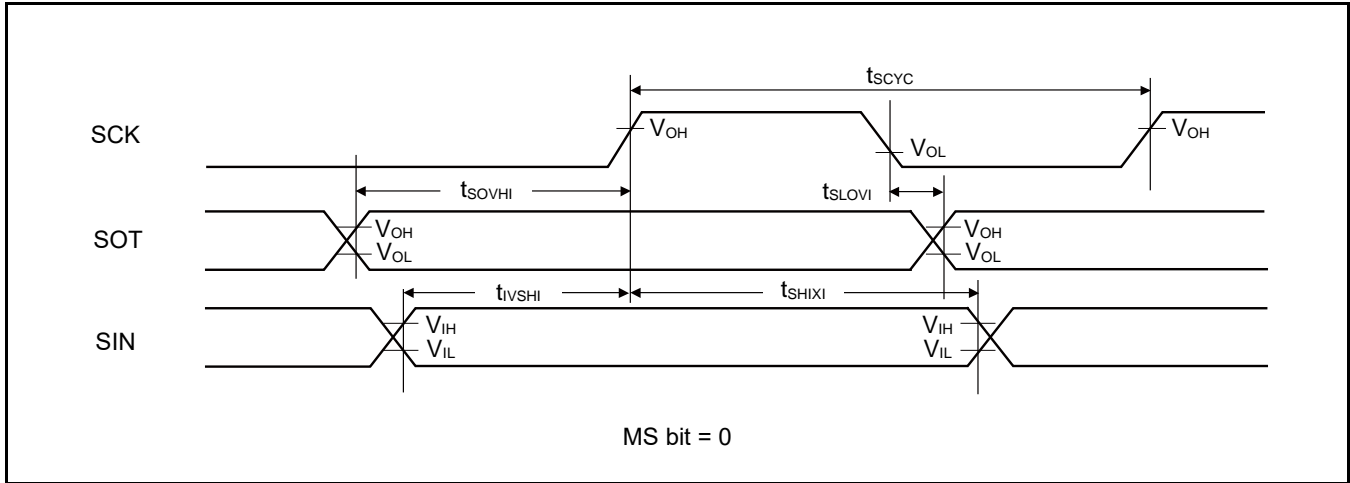 tSCYC
SCK
VOH
VOH
VOL
tSOVHI
tSLOVI
SOT
VOH
VOH
VOL
VOL
tIVSHI
tSHIXI
SIN
VIH
VIH
VIL
VIL
MS bit = 0